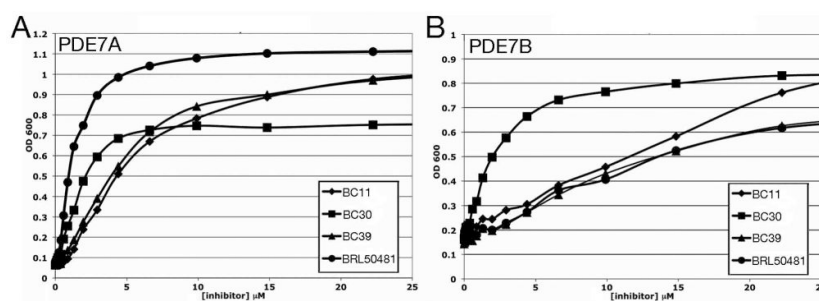 A
PDE7A
1.2
1.1
1
0.9
0.8
0.7
0.6
0.5
0.4
0.3
0.2
0.1
0
OD 600
0 5 10 15 20 25
[inhibitor] μM
BC11
BC30
BC39
BRL50481
B
PDE7B
1
0.9
0.8
0.7
0.6
0.5
0.4
0.3
0.2
0.1
0
OD 600
0 5 10 15 20 25
[inhibitor] μM
BC11
BC30
BC39
BRL50481